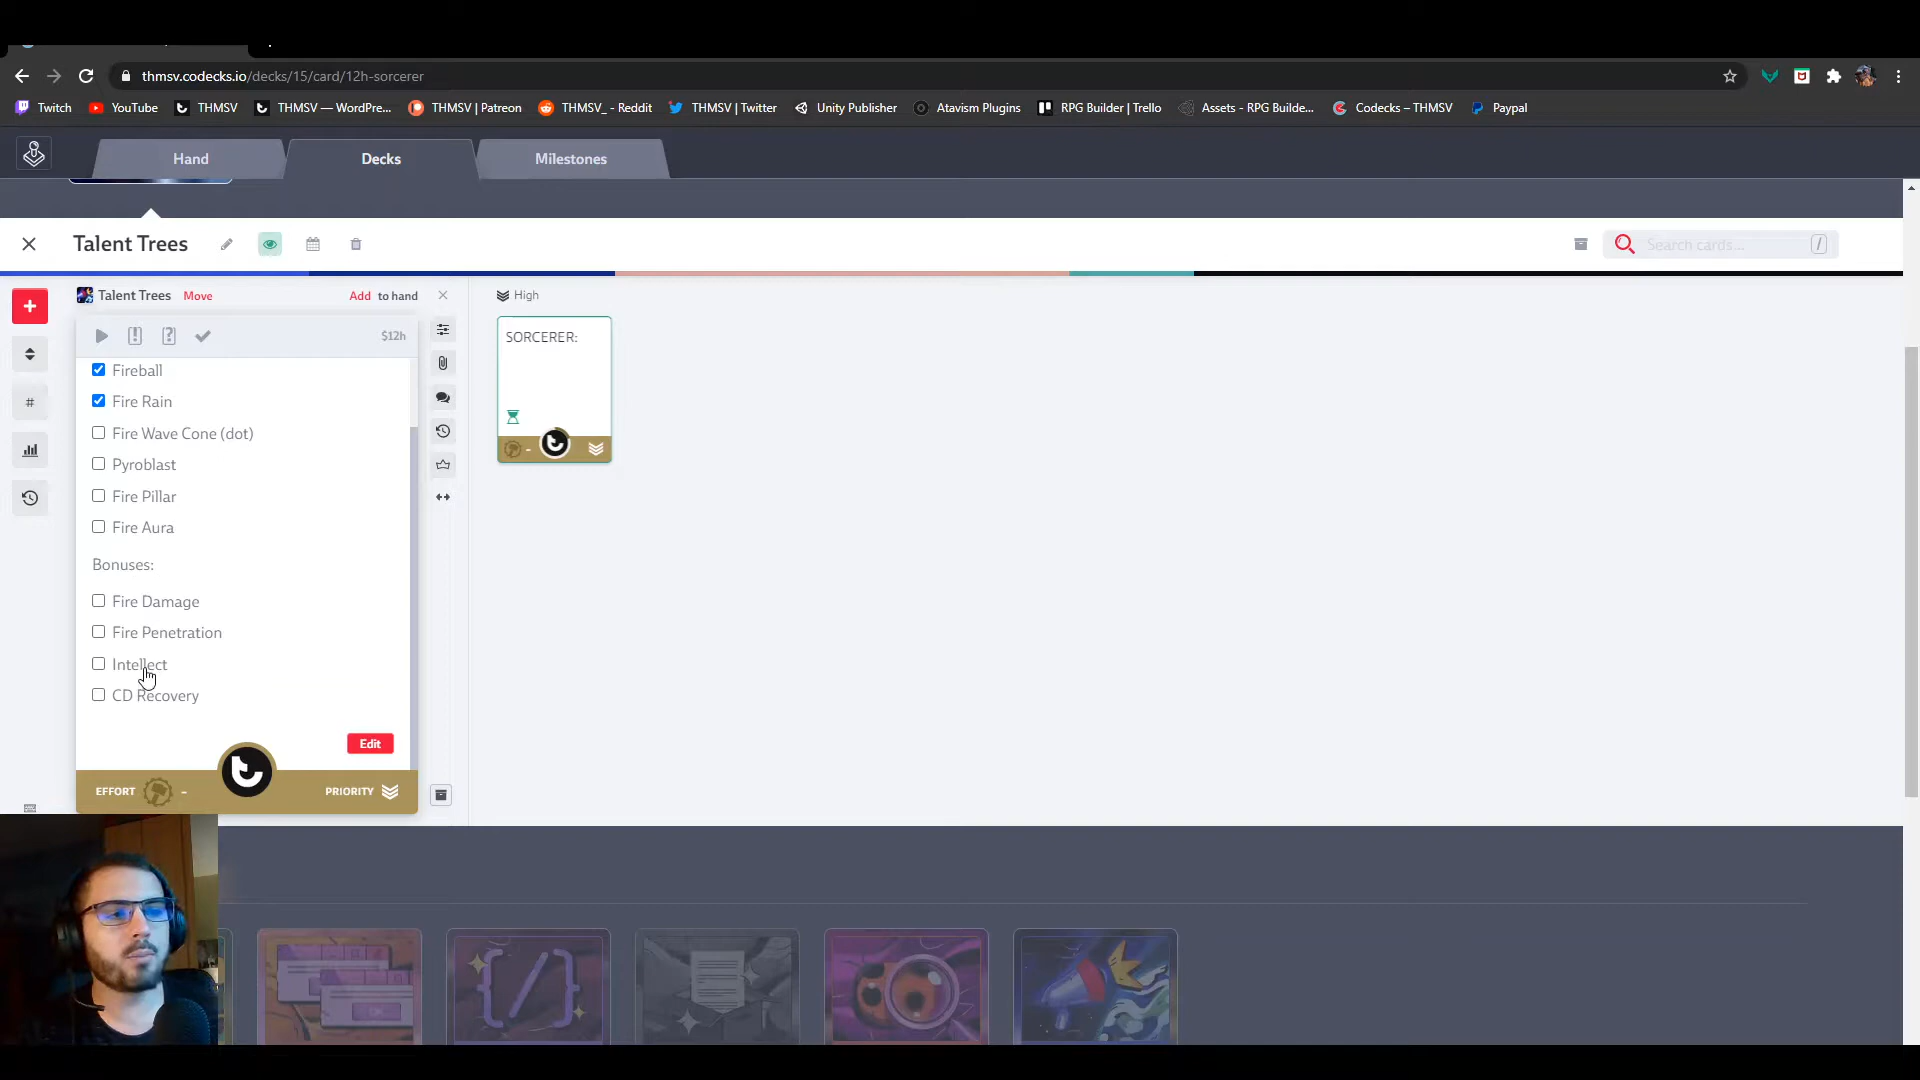 thmsv.codecks.io/decks/15/card/12h-sorcerer
Twitch YouTube THMSV THMSV — WordPre... THMSV | Patreon THMSV_ - Reddit THMSV | Twitter Unity Publisher Atavism Plugins RPG Builder | Trello Assets - RPG Builde... Codecks – THMSV Paypal
Hand Decks Milestones
Talent Trees Search cards... /
Talent Trees Move Add to hand High
$12h SORCERER:
Fireball
Fire Rain
Fire Wave Cone (dot)
Pyroblast
Fire Pillar
Fire Aura
Bonuses:
Fire Damage
Fire Penetration
Intellect
CD Recovery
Edit
EFFORT - PRIORITY
-
#